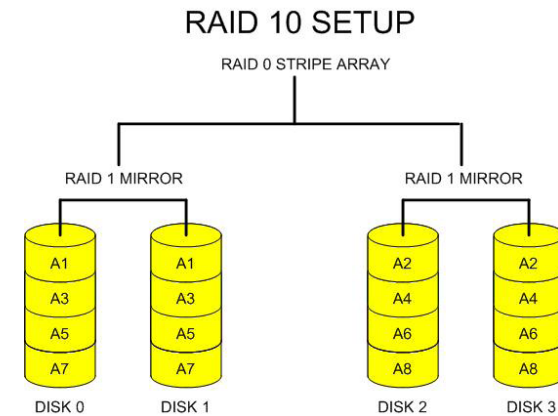 RAID 10 SETUP
RAID 0 STRIPE ARRAY
RAID 1 MIRROR RAID 1 MIRROR
A1 A1 A2 A2
A3 A3 A4 A4
A5 A5 A6 A6
A7 A7 A8 A8
DISK 0 DISK 1 DISK 2 DISK 3